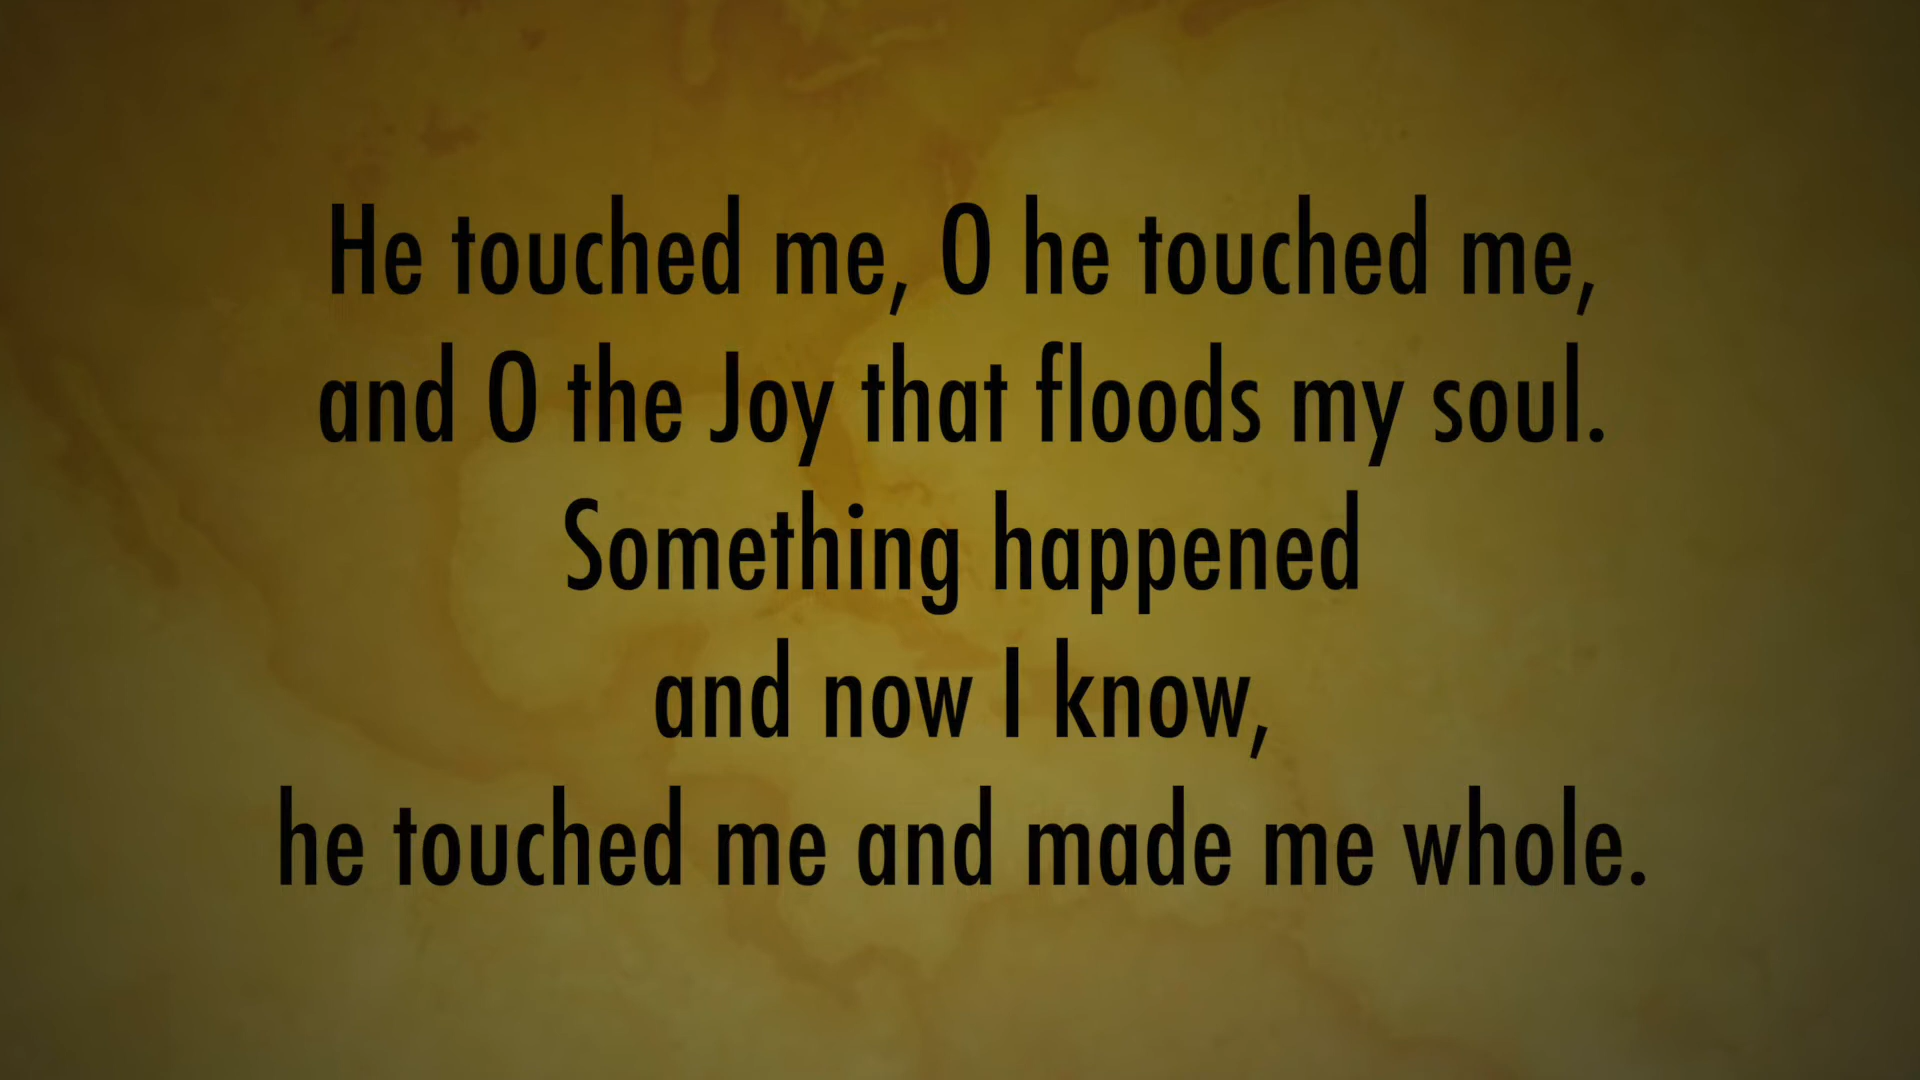 He touched me, O he touched me,
and O the Joy that floods my soul.
Something happened
and now I know,
he touched me and made me whole.